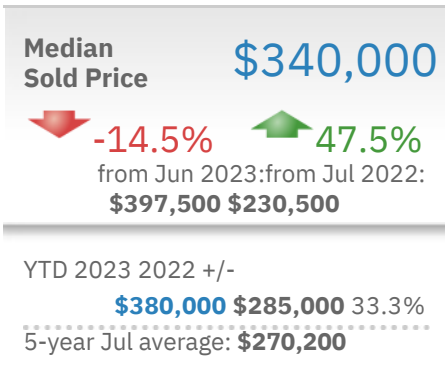 Median
Sold Price
$340,000
-14.5% 47.5%
from Jun 2023:from Jul 2022:
$397,500 $230,500
YTD 2023 2022 +/-
$380,000 $285,000 33.3%
5-year Jul average: $270,200